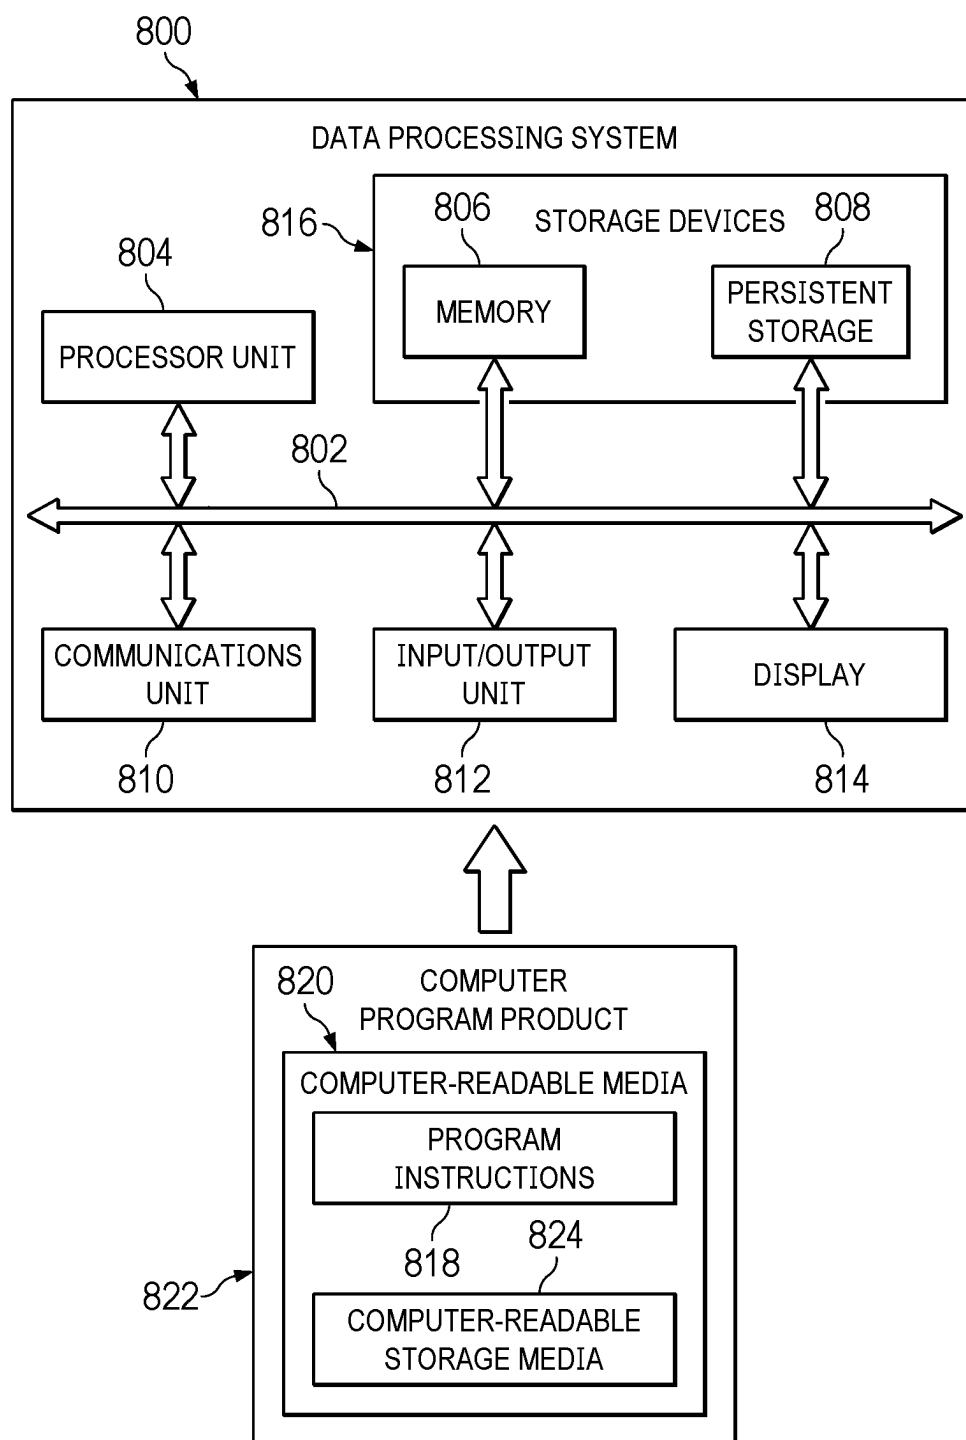 800
DATA PROCESSING SYSTEM
816
806
STORAGE DEVICES
808
804
MEMORY
PERSISTENT
STORAGE
PROCESSOR UNIT
802
COMMUNICATIONS
UNIT
INPUT/OUTPUT
UNIT
DISPLAY
810
812
814
820
COMPUTER
PROGRAM PRODUCT
COMPUTER-READABLE MEDIA
PROGRAM
INSTRUCTIONS
818
824
822
COMPUTER-READABLE
STORAGE MEDIA